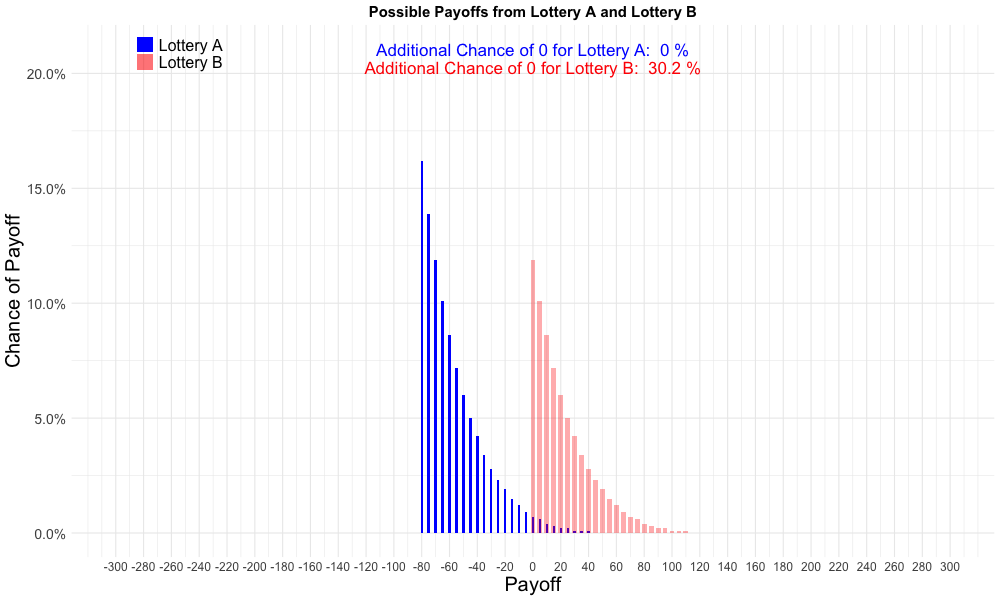 Possible Payoffs from Lottery A and Lottery B
Lottery A
Lottery B
Additional Chance of 0 for Lottery A:  0 %
Additional Chance of 0 for Lottery B:  30.2 %
Chance of Payoff
20.0%
15.0%
10.0%
5.0%
0.0%
-300 -280 -260 -240 -220 -200 -180 -160 -140 -120 -100 -80 -60 -40 -20 0 20 40 60 80 100 120 140 160 180 200 220 240 260 280 300
Payoff